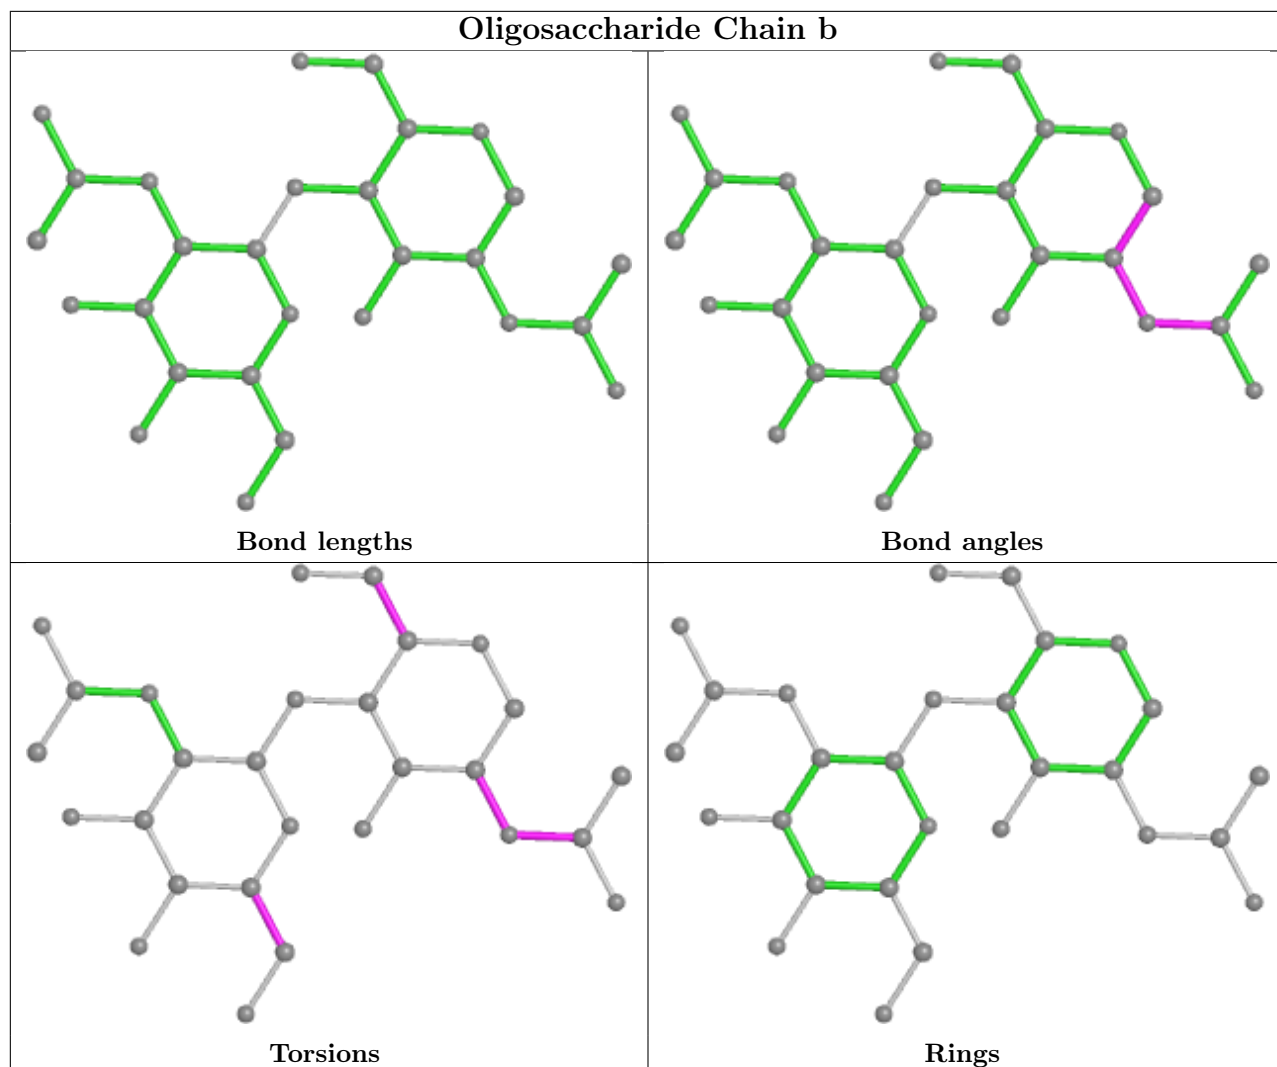 Oligosaccharide Chain b
Bond lengths
Bond angles
Torsions
Rings